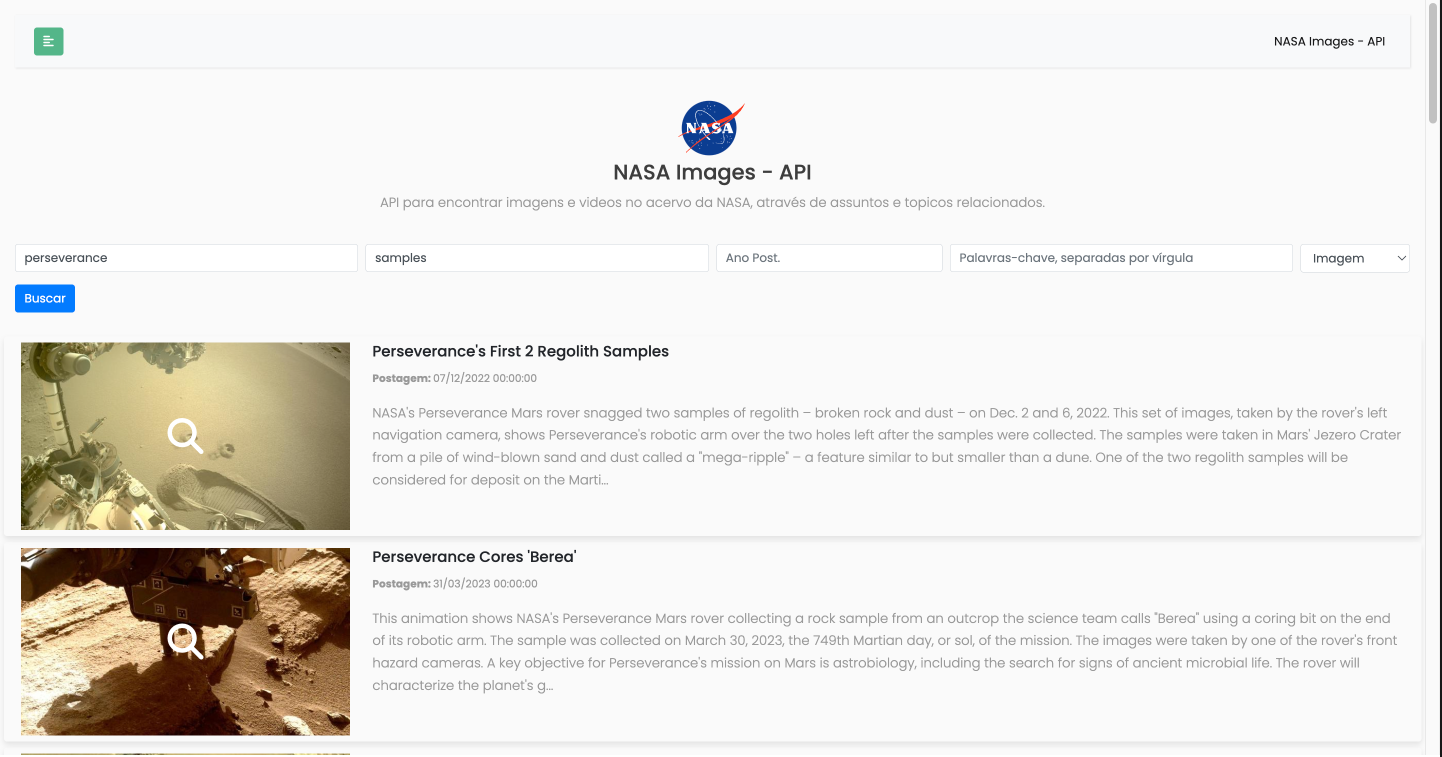 NASA Images - API
NASA
NASA Images - API
API para encontrar imagens e videos no acervo da NASA, através de assuntos e topicos relacionados.
perseverance
samples
Ano Post.
Palavras-chave, separadas por vírgula
Imagem
Buscar
Perseverance's First 2 Regolith Samples
Postagem: 07/12/2022 00:00:00
NASA's Perseverance Mars rover snagged two samples of regolith – broken rock and dust – on Dec. 2 and 6, 2022. This set of images, taken by the rover's left
navigation camera, shows Perseverance's robotic arm over the two holes left after the samples were collected. The samples were taken in Mars' Jezero Crater
from a pile of wind-blown sand and dust called a "mega-ripple" – a feature similar to but smaller than a dune. One of the two regolith samples will be
considered for deposit on the Marti...
Perseverance Cores 'Berea'
Postagem: 31/03/2023 00:00:00
This animation shows NASA's Perseverance Mars rover collecting a rock sample from an outcrop the science team calls "Berea" using a coring bit on the end
of its robotic arm. The sample was collected on March 30, 2023, the 749th Martian day, or sol, of the mission. The images were taken by one of the rover's front
hazard cameras. A key objective for Perseverance's mission on Mars is astrobiology, including the search for signs of ancient microbial life. The rover will
characterize the planet's g...